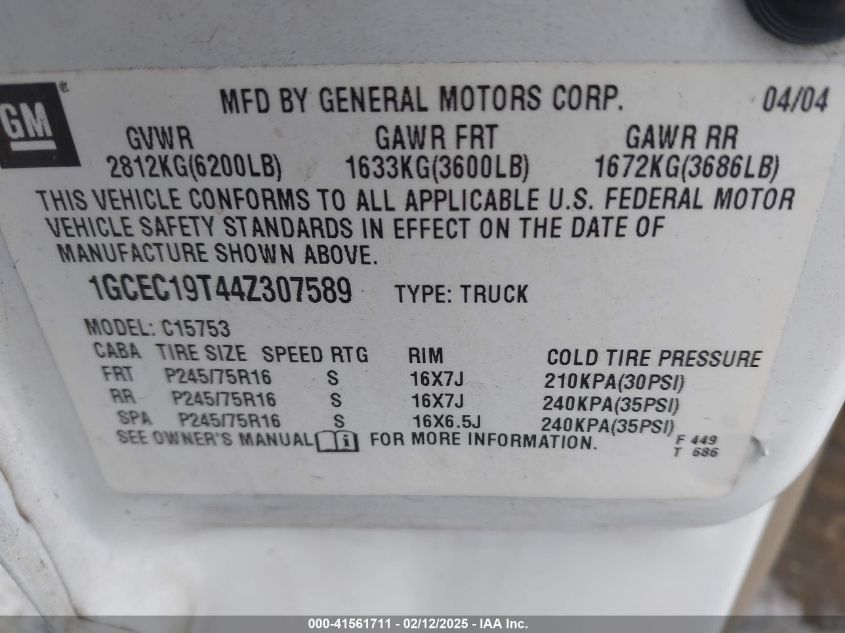 GM®
MFD BY GENERAL MOTORS CORP. 04/04
GVWR GAWR FRT GAWR RR
2812KG(6200LB) 1633KG(3600LB) 1672KG(3686LB)
THIS VEHICLE CONFORMS TO ALL APPLICABLE U.S. FEDERAL MOTOR
VEHICLE SAFETY STANDARDS IN EFFECT ON THE DATE OF
MANUFACTURE SHOWN ABOVE.
1GCEC19T44Z307589 TYPE: TRUCK
MODEL: C15753
CABA TIRE SIZE SPEED RTG RIM COLD TIRE PRESSURE
FRT P245/75R16 S 16X7J 210KPA(30PSI)
RR P245/75R16 S 16X7J 240KPA(35PSI)
SPA P245/75R16 S 16X6.5J 240KPA(35PSI)
SEE OWNER'S MANUAL FOR MORE INFORMATION.
F 449
T 686
000-41561711 - 02/12/2025 - IAA Inc.